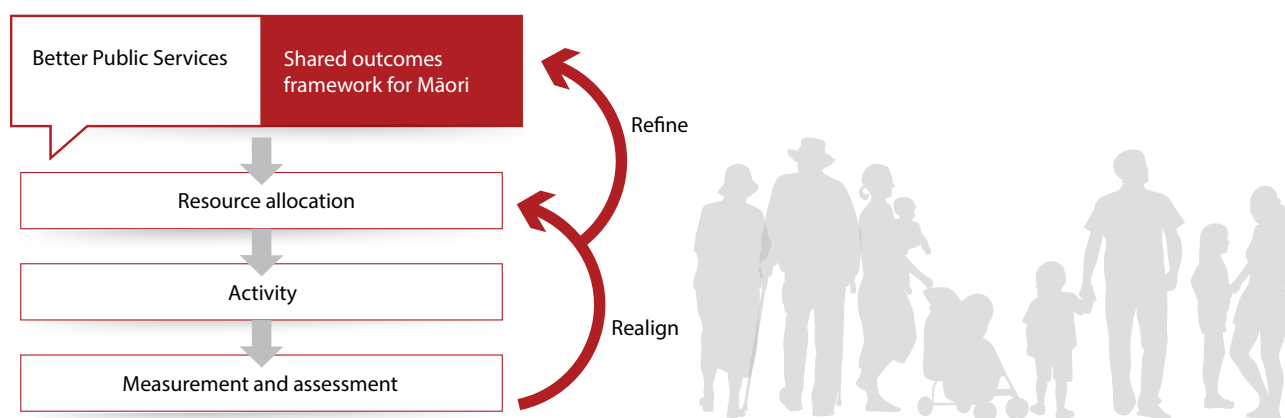 Better Public Services
Shared outcomes
framework for Māori
Refine
Resource allocation
Activity
Realign
Measurement and assessment